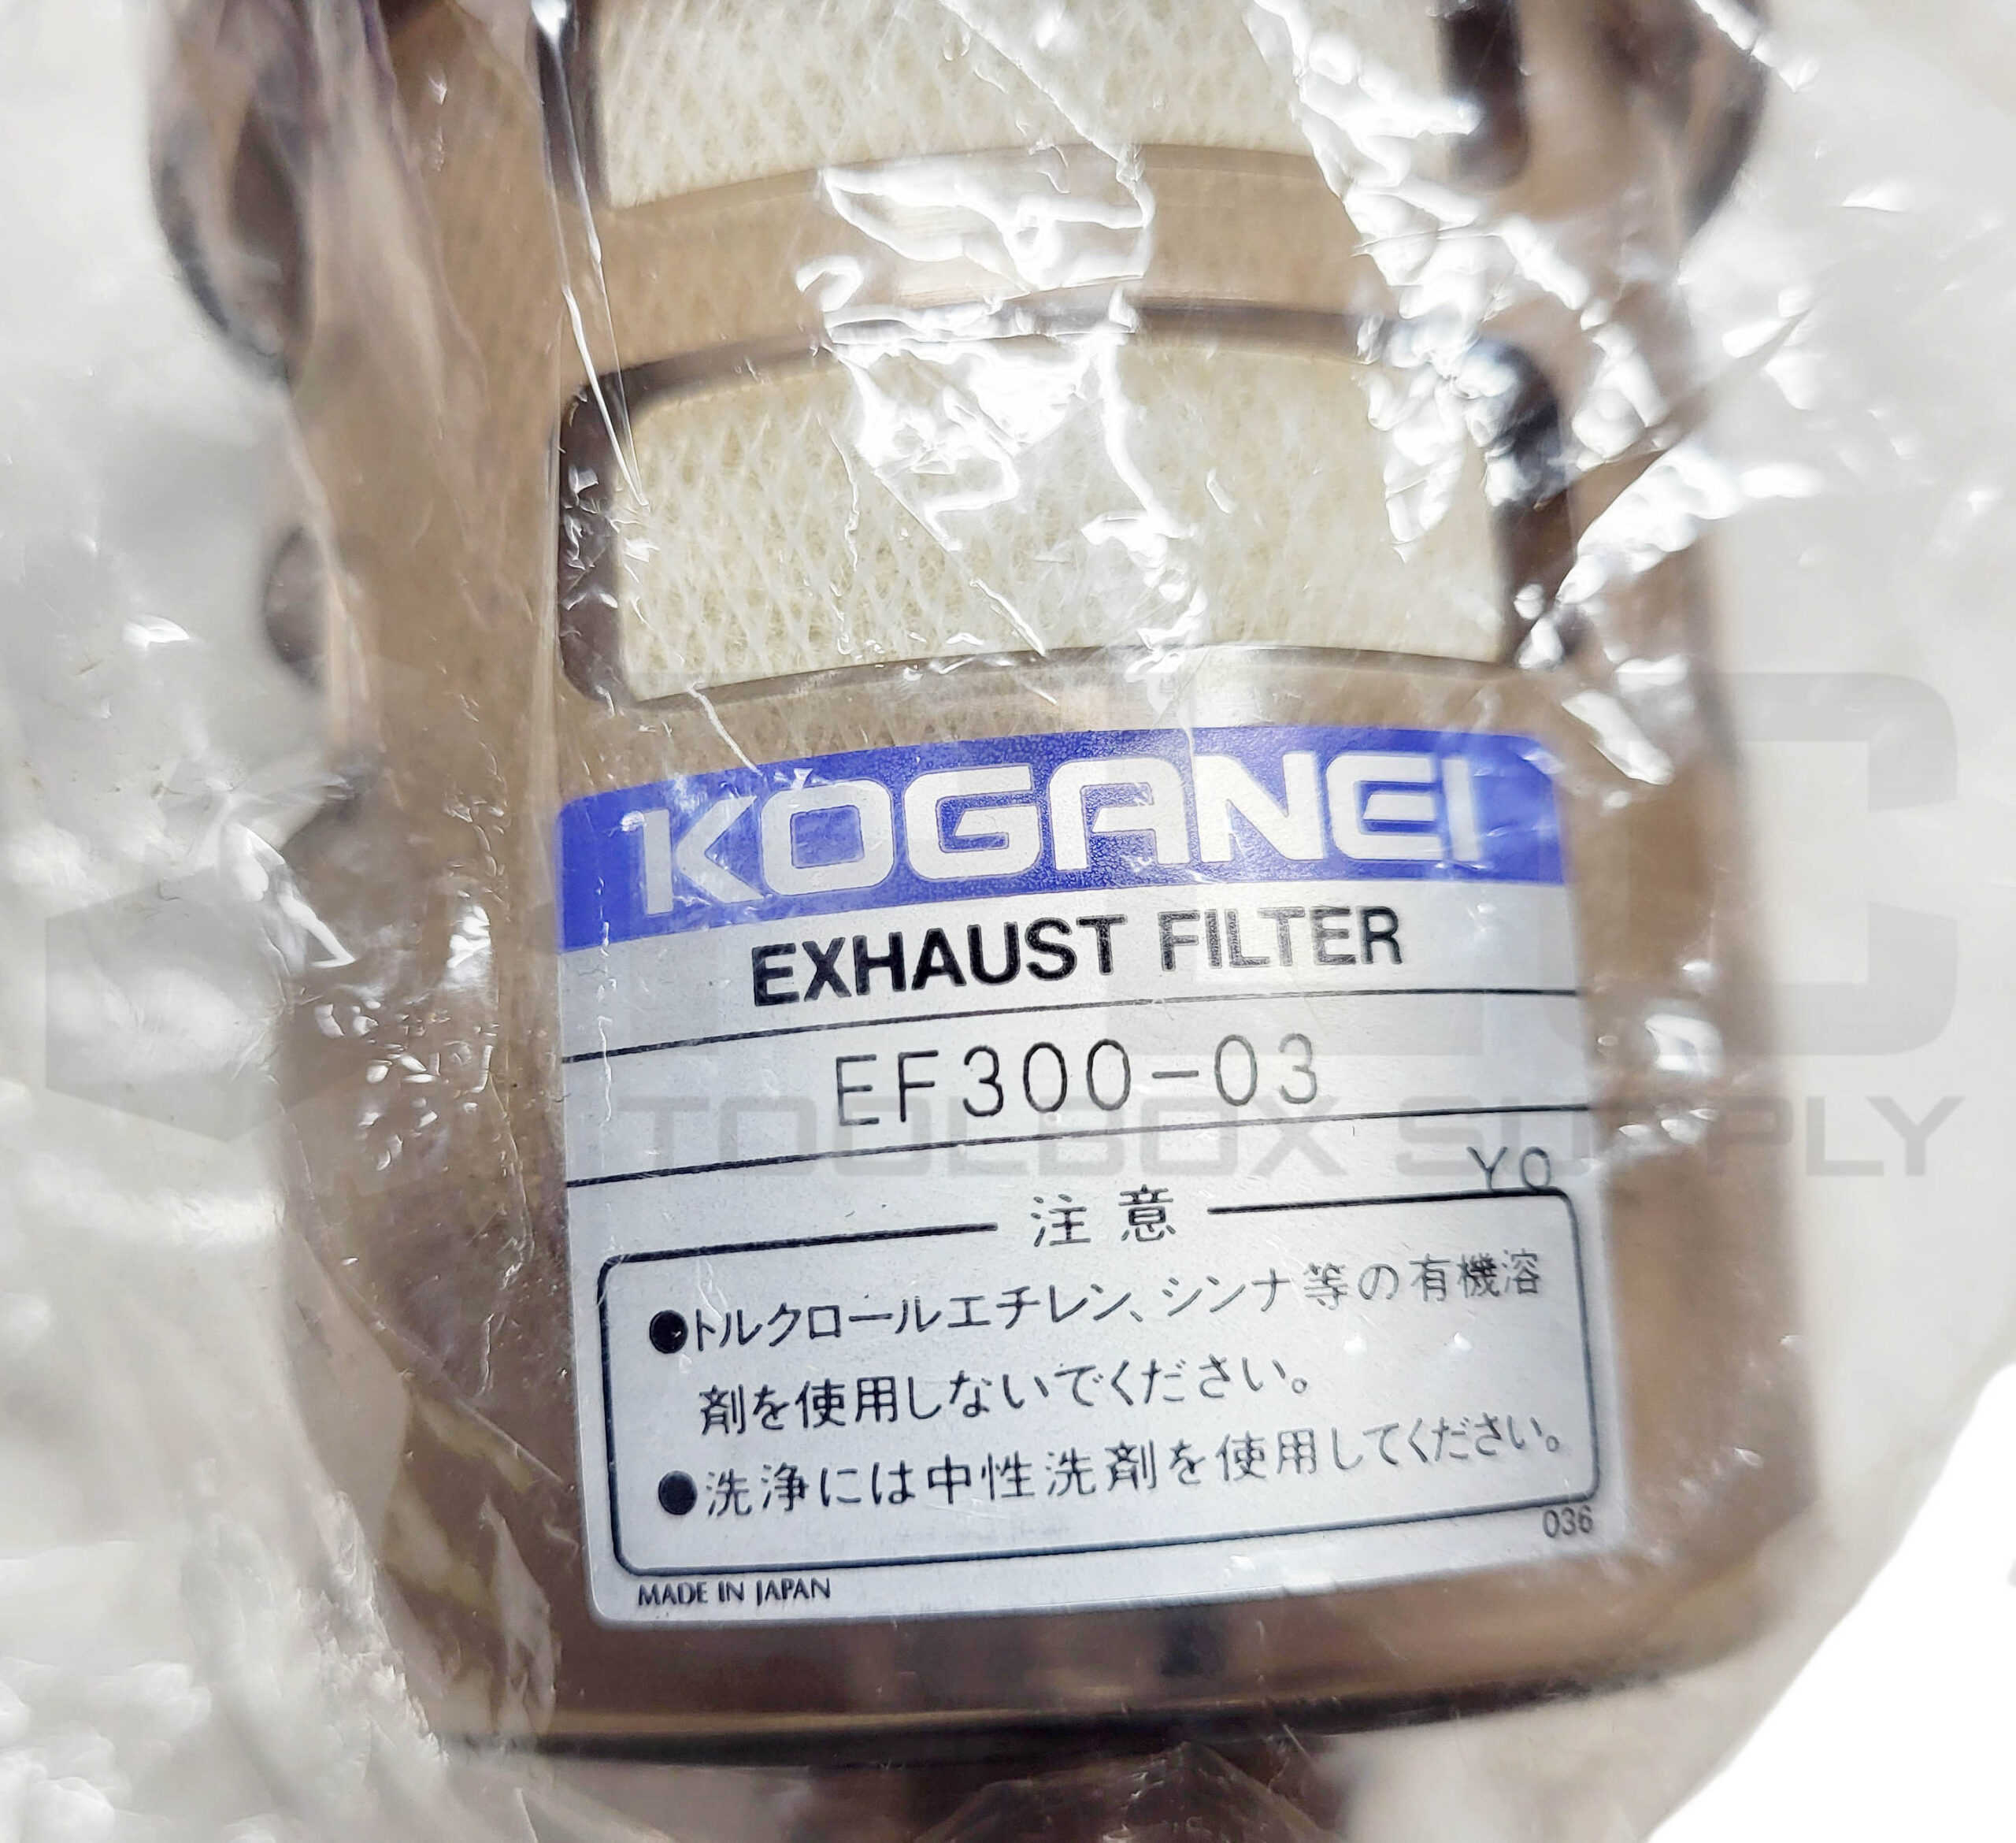 KOGANEI
EXHAUST FILTER
EF300-03
YO
注意
●トルクロールエチレン、シンナ等の有機溶
剤を使用しないでください。
●洗浄には中性洗剤を使用してください。
036
MADE IN JAPAN
TOOLBOX SUPPLY